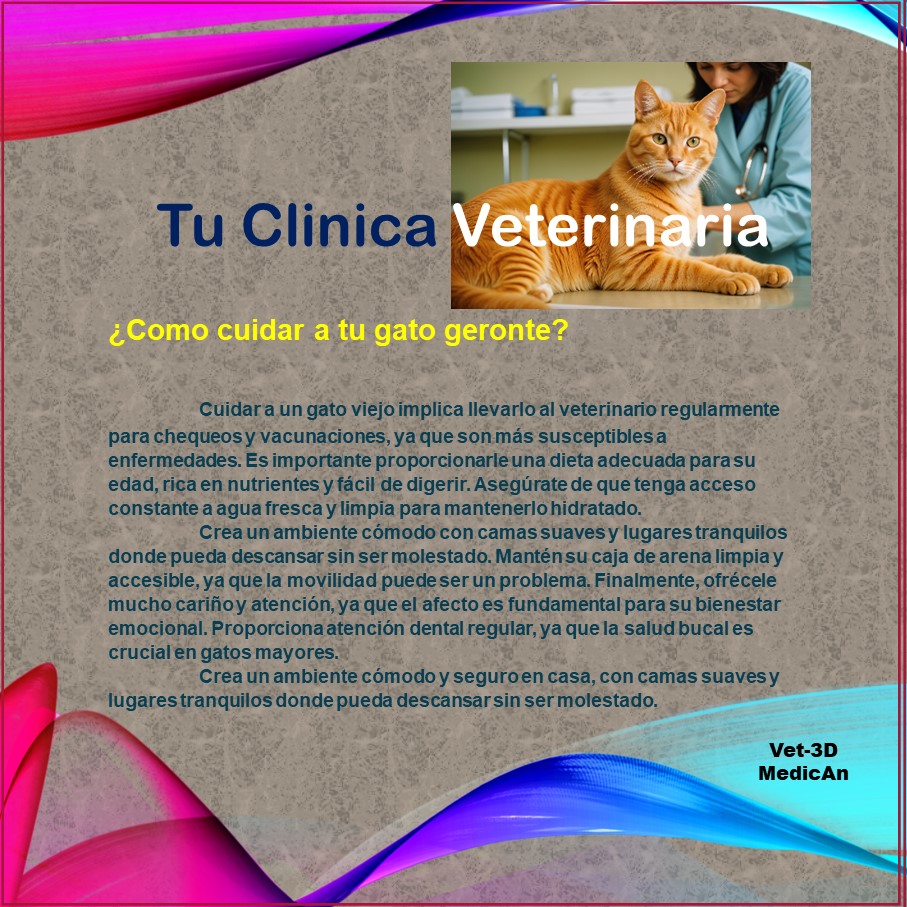 Tu Clinica Veterinaria
¿Como cuidar a tu gato geronte?
Cuidar a un gato viejo implica llevarlo al veterinario regularmente
para chequeos y vacunaciones, ya que son más susceptibles a
enfermedades. Es importante proporcionarle una dieta adecuada para su
edad, rica en nutrientes y fácil de digerir. Asegúrate de que tenga acceso
constante a agua fresca y limpia para mantenerlo hidratado.
Crea un ambiente cómodo con camas suaves y lugares tranquilos
donde pueda descansar sin ser molestado. Mantén su caja de arena limpia y
accesible, ya que la movilidad puede ser un problema. Finalmente, ofrécele
mucho cariño y atención, ya que el afecto es fundamental para su bienestar
emocional. Proporciona atención dental regular, ya que la salud bucal es
crucial en gatos mayores.
Crea un ambiente cómodo y seguro en casa, con camas suaves y
lugares tranquilos donde pueda descansar sin ser molestado.
Vet-3D
MedicAn